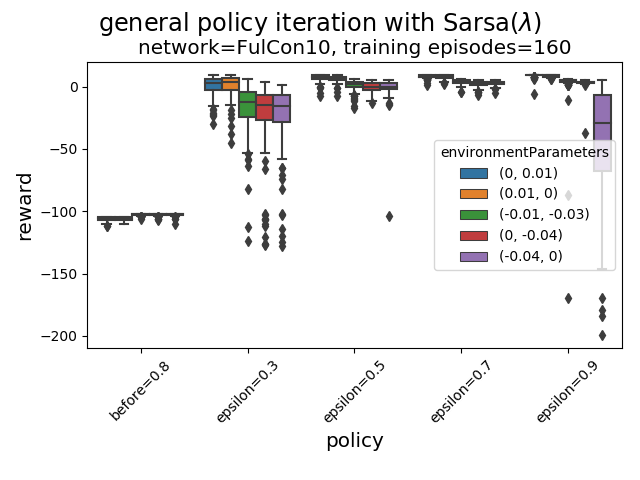 general policy iteration with Sarsa(λ)
network=FulCon10, training episodes=160
reward
0
−50
−100
−150
−200
environmentParameters
(0, 0.01)
(0.01, 0)
(-0.01, -0.03)
(0, -0.04)
(-0.04, 0)
before=0.8
epsilon=0.3
epsilon=0.5
epsilon=0.7
epsilon=0.9
policy